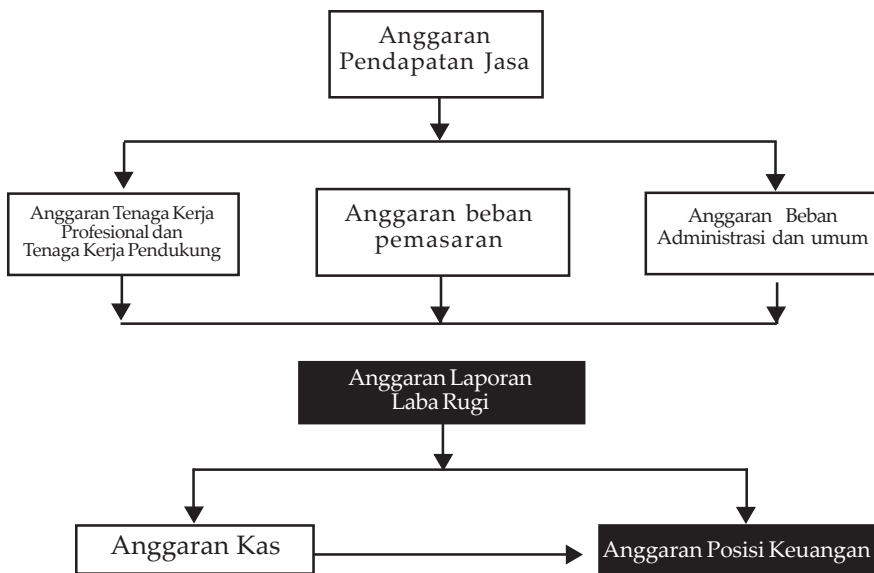 Anggaran
Pendapatan Jasa
Anggaran Tenaga Kerja
Profesional dan
Tenaga Kerja Pendukung
Anggaran beban
pemasaran
Anggaran Beban
Administrasi dan umum
Anggaran Laporan
Laba Rugi
Anggaran Kas
Anggaran Posisi Keuangan